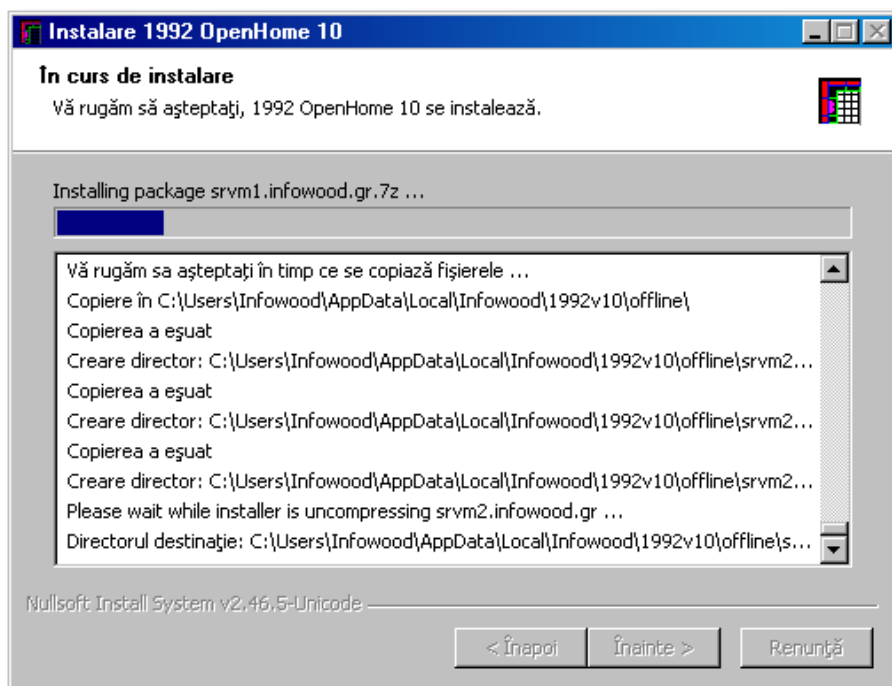 Instalare 1992 OpenHome 10
În curs de instalare
Vă rugăm să aşteptaţi, 1992 OpenHome 10 se instalează.
Installing package srvm1.infowood.gr.7z ...
Vă rugăm sa aşteptaţi în timp ce se copiază fişierele ...
Copiere în C:\Users\Infowood\AppData\Local\Infowood\1992v10\offline\
Copierea a eşuat
Creare director: C:\Users\Infowood\AppData\Local\Infowood\1992v10\offline\srvm2...
Copierea a eşuat
Creare director: C:\Users\Infowood\AppData\Local\Infowood\1992v10\offline\srvm2...
Copierea a eşuat
Creare director: C:\Users\Infowood\AppData\Local\Infowood\1992v10\offline\srvm2...
Please wait while installer is uncompressing srvm2.infowood.gr ...
Directorul destinaţie: C:\Users\Infowood\AppData\Local\Infowood\1992v10\offline\s...
Nullsoft Install System v2.46.5-Unicode
< Înapoi Înainte > Renunţă